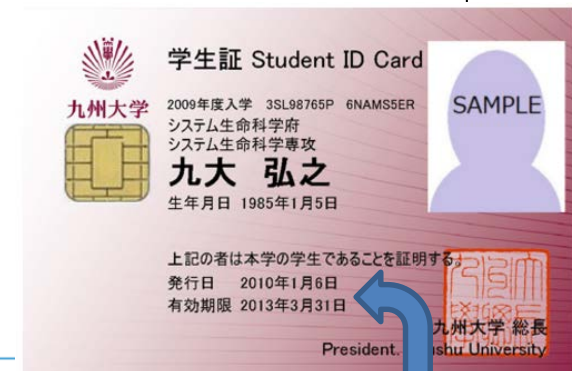 学生証 Student ID Card
九州大学
2009年度入学 3SL98765P 6NAMS5ER
システム生命科学府
システム生命科学専攻
九大 弘之
生年月日 1985年1月5日
SAMPLE
上記の者は本学の学生であることを証明する。
発行日 2010年1月6日
有効期限 2013年3月31日
九州大学 総長
President. University